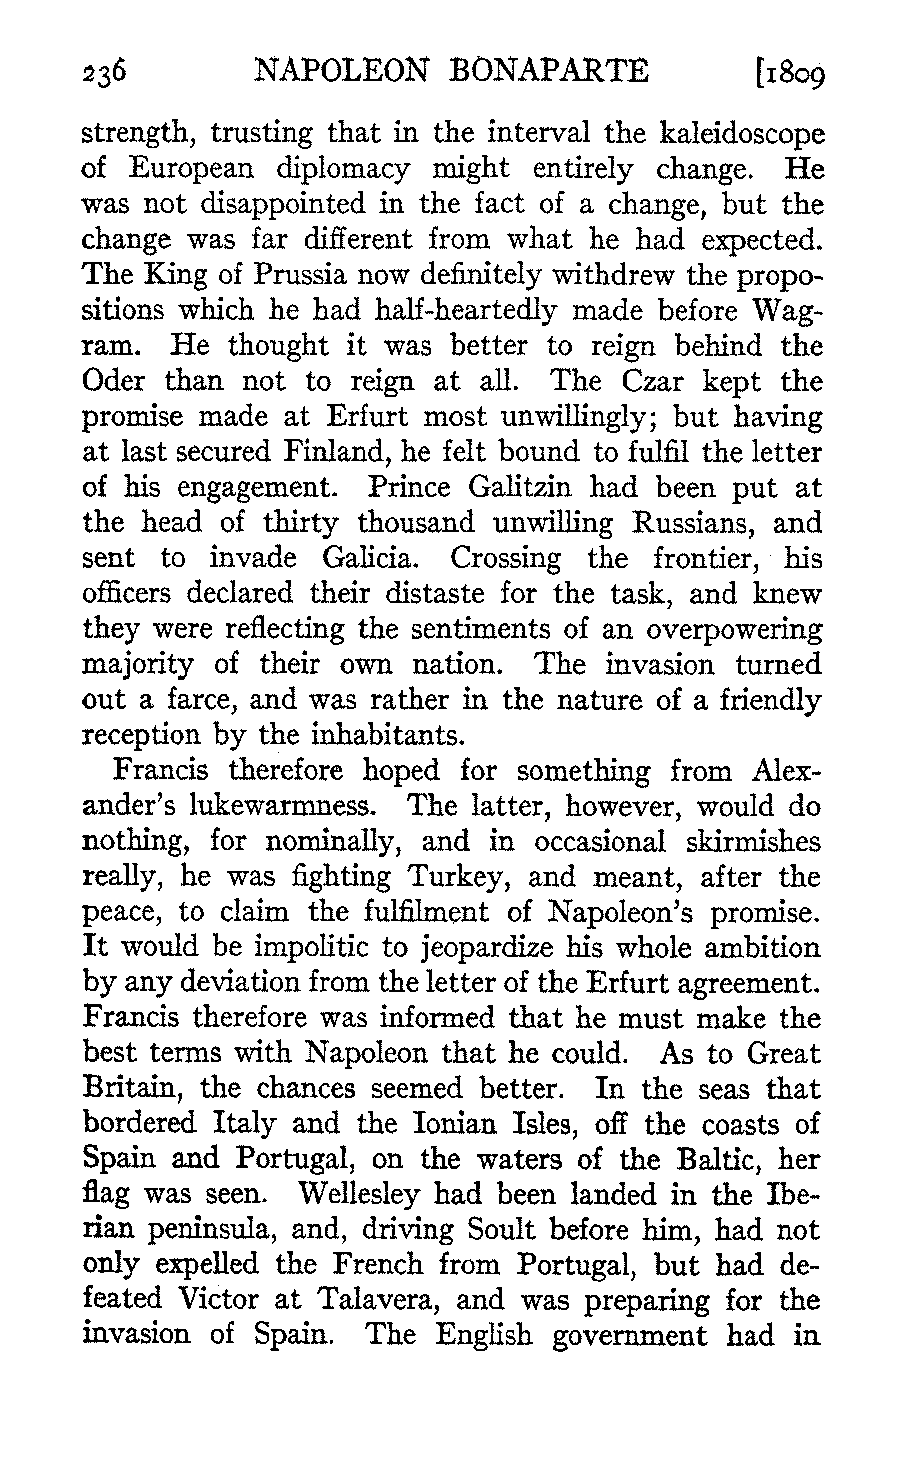 236 NAPOLEON BONAPARTE [1809
strength, trusting that in the interval the kaleidoscope
of European diplomacy might entirely change. He
was not disappointed in the fact of a change, but the
change was far different from what he had expected.
The King of Prussia now definitely withdrew the propo-
sitions which he had half-heartedly made before Wag-
ram. He thought it was better to reign behind the
Oder than not to reign at all. The Czar kept the
promise made at Erfurt most unwillingly; but having
at last secured Finland, he felt bound to fulfil the letter
of his engagement. Prince Galitzin had been put at
the head of thirty thousand unwilling Russians, and
sent to invade Galicia. Crossing the frontier, his
officers declared their distaste for the task, and knew
they were reflecting the sentiments of an overpowering
majority of their own nation. The invasion turned
out a farce, and was rather in the nature of a friendly
reception by the inhabitants.
Francis therefore hoped for something from Alex-
ander's lukewarmness. The latter, however, would do
nothing, for nominally, and in occasional skirmishes
really, he was fighting Turkey, and meant, after the
peace, to claim the fulfilment of Napoleon's promise.
It would be impolitic to jeopardize his whole ambition
by any deviation from the letter of the Erfurt agreement.
Francis therefore was informed that he must make the
best terms with Napoleon that he could. As to Great
Britain, the chances seemed better. In the seas that
bordered Italy and the Ionian Isles, off the coasts of
Spain and Portugal, on the waters of the Baltic, her
flag was seen. Wellesley had been landed in the Ibe-
rian peninsula, and, driving Soult before him, had not
only expelled the French from Portugal, but had de-
feated Victor at Talavera, and was preparing for the
invasion of Spain. The English government had in